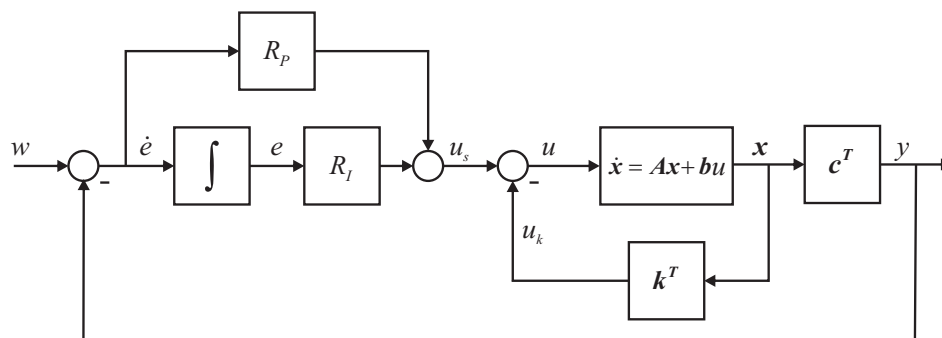 R_P
w
-
ė
∫
e
R_I
u_s
-
u
ẋ = Ax + bu
x
c^T
y
u_k
k^T